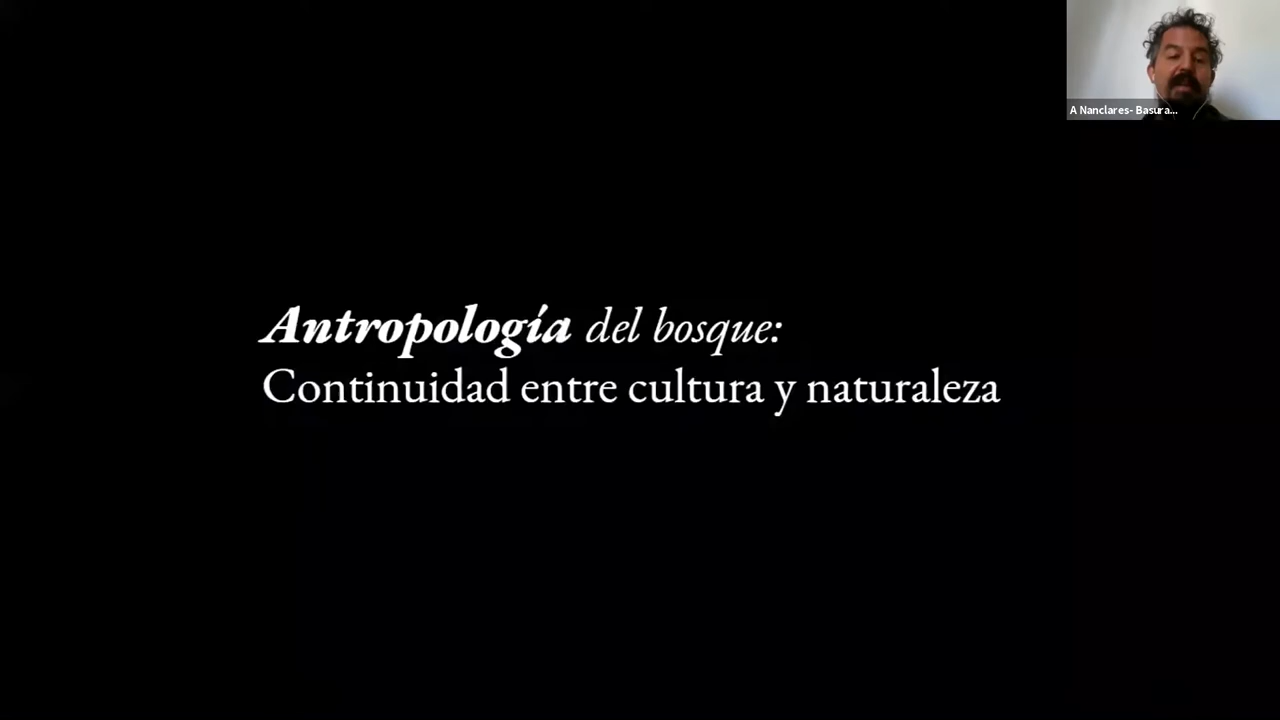 A Nanclares- Basura...
Antropología del bosque:
Continuidad entre cultura y naturaleza